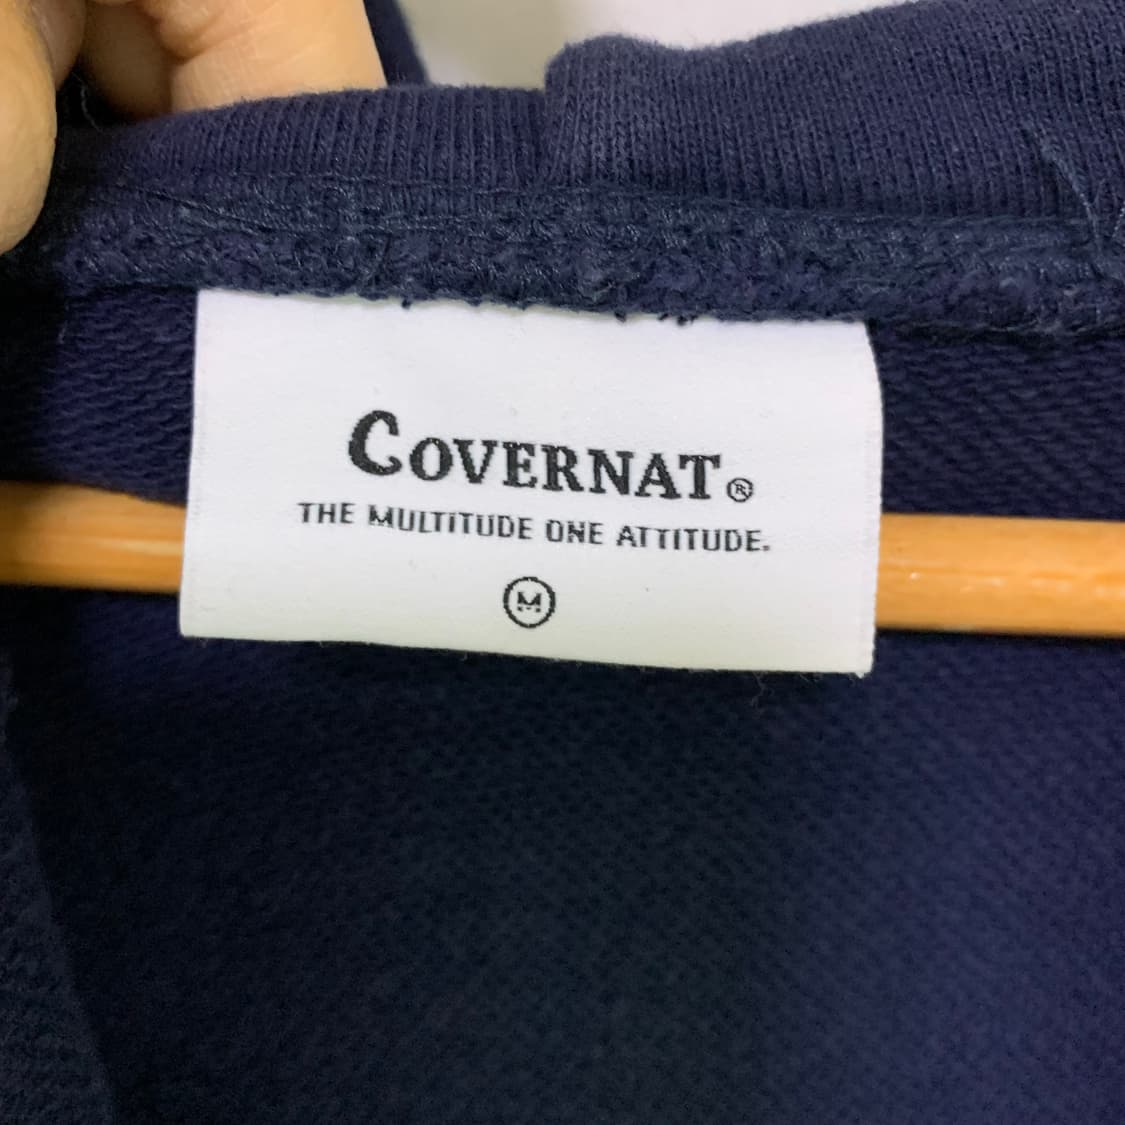 COVERNAT®
THE MULTITUDE ONE ATTITUDE.
M